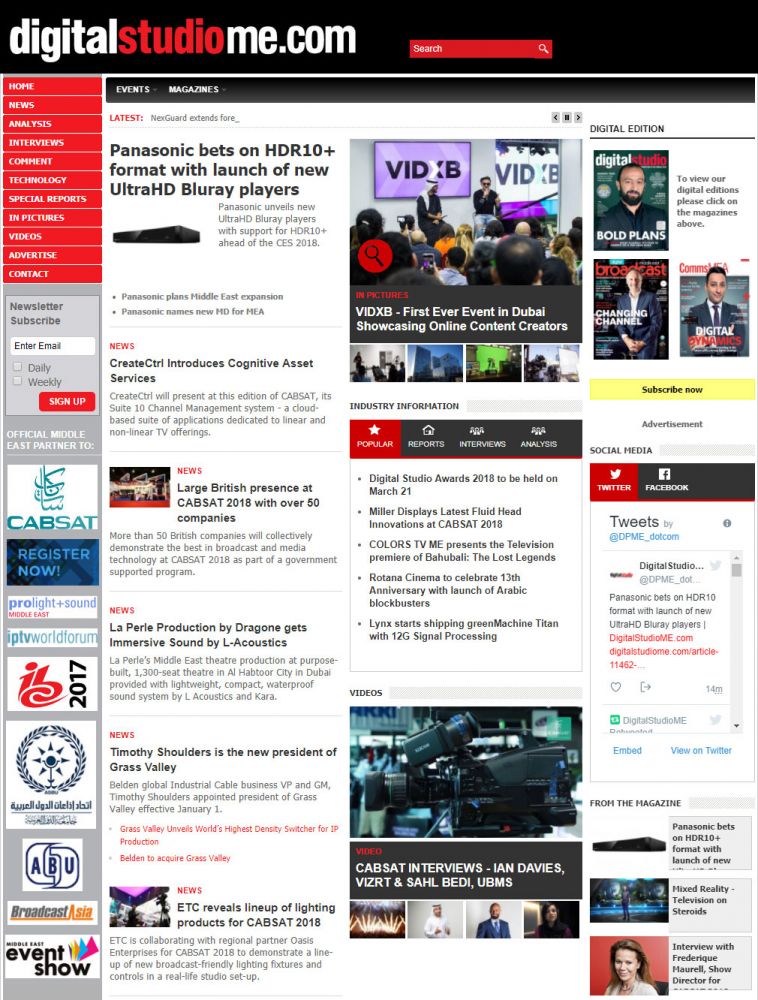 digitalstudiome.com
Search
HOME
NEWS
ANALYSIS
INTERVIEWS
COMMENT
TECHNOLOGY
SPECIAL REPORTS
IN PICTURES
VIDEOS
ADVERTISE
CONTACT
Newsletter
Subscribe
Enter Email
Daily
Weekly
SIGN UP
OFFICIAL MIDDLE
EAST PARTNER TO:
CABSAT
REGISTER
NOW!
prolight+sound
MIDDLE EAST
iptvworldforum
ibc
2017
ASBU
اتحاد إذاعات الدول العربية
جامعة الدول العربية
ABU
BroadcastAsia
MIDDLE EAST
event
show
EVENTS
MAGAZINES
LATEST: NexGuard extends fore_
Panasonic bets on HDR10+
format with launch of new
UltraHD Bluray players
Panasonic unveils new
UltraHD Bluray players
with support for HDR10+
ahead of the CES 2018.
Panasonic plans Middle East expansion
Panasonic names new MD for MEA
NEWS
CreateCtrl Introduces Cognitive Asset
Services
CreateCtrl will present at this edition of CABSAT, its
Suite 10 Channel Management system - a cloud-
based suite of applications dedicated to linear and
non-linear TV offerings.
NEWS
Large British presence at
CABSAT 2018 with over 50
companies
More than 50 British companies will collectively
demonstrate the best in broadcast and media
technology at CABSAT 2018 as part of a government
supported program.
NEWS
La Perle Production by Dragone gets
Immersive Sound by L-Acoustics
La Perle's Middle East theatre production at purpose-
built, 1,300-seat theatre in Al Habtoor City in Dubai
provided with lightweight, compact, waterproof
sound system by L Acoustics and Kara.
NEWS
Timothy Shoulders is the new president of
Grass Valley
Belden global Industrial Cable business VP and GM,
Timothy Shoulders appointed president of Grass
Valley effective January 1.
Grass Valley Unveils World's Highest Density Switcher for IP
Production
Belden to acquire Grass Valley
NEWS
ETC reveals lineup of lighting
products for CABSAT 2018
ETC is collaborating with regional partner Oasis
Enterprises for CABSAT 2018 to demonstrate a line-
up of new broadcast-friendly lighting fixtures and
controls in a real-life studio set-up.
VIDXB
VIDXB
IN PICTURES
VIDXB - First Ever Event in Dubai
Showcasing Online Content Creators
INDUSTRY INFORMATION
POPULAR
REPORTS
INTERVIEWS
ANALYSIS
Digital Studio Awards 2018 to be held on
March 21
Miller Displays Latest Fluid Head
Innovations at CABSAT 2018
COLORS TV ME presents the Television
premiere of Bahubali: The Lost Legends
Rotana Cinema to celebrate 13th
Anniversary with launch of Arabic
blockbusters
Lynx starts shipping greenMachine Titan
with 12G Signal Processing
VIDEOS
VIDEO
CABSAT INTERVIEWS - IAN DAVIES,
VIZRT & SAHL BEDI, UBMS
DIGITAL EDITION
digitalstudio
BOLD PLANS
To view our
digital editions
please click on
the magazines
above.
broadcast
CHANGING
CHANNEL
CommsMEA
DIGITAL
DYNAMICS
Subscribe now
Advertisement
SOCIAL MEDIA
TWITTER
FACEBOOK
Tweets by
@DPME_dotcom
DigitalStudio...
@DPME_dot...
Panasonic bets on HDR10
format with launch of new
UltraHD Bluray players |
DigitalStudioME.com
digitalstudiome.com/article-
11462-...
14m
DigitalStudioME
Retweeted
Embed
View on Twitter
FROM THE MAGAZINE
Panasonic bets
on HDR10+
format with
launch of new
Mixed Reality -
Television on
Steroids
Interview with
Frederique
Maurell, Show
Director for